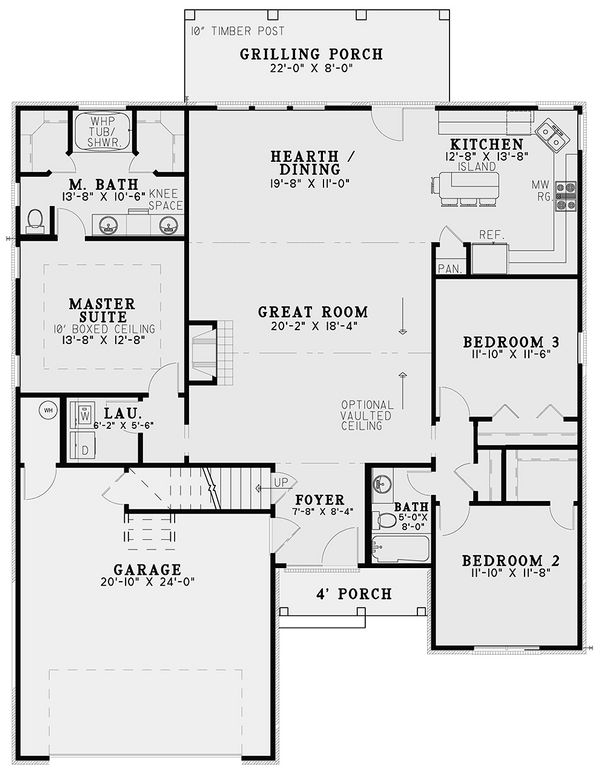 10" TIMBER POST
GRILLING PORCH
22'-0" X 8'-0"
WHP
TUB/
SHWR.
M. BATH
13'-8" X 10'-6"
KNEE
SPACE
HEARTH /
DINING
19'-8" X 11'-0"
KITCHEN
12'-8" X 13'-8"
ISLAND
MW
RG.
REF.
PAN.
MASTER
SUITE
10' BOXED CEILING
13'-8" X 12'-8"
GREAT ROOM
20'-2" X 18'-4"
BEDROOM 3
11'-10" X 11'-6"
OPTIONAL
VAULTED
CEILING
WH
W
D
LAU.
6'-2" X 5'-6"
UP
FOYER
7'-8" X 8'-4"
BATH
5'-0"X
8'-0"
BEDROOM 2
11'-10" X 11'-8"
GARAGE
20'-10" X 24'-0"
4' PORCH